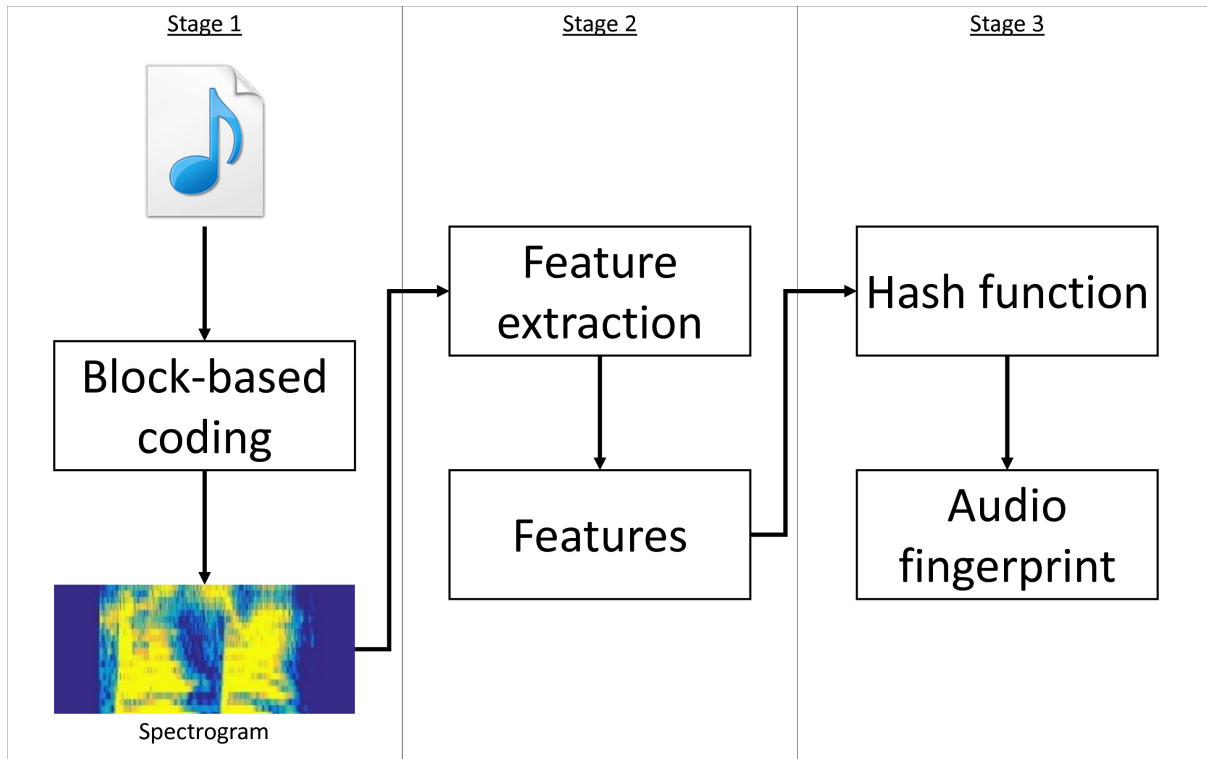 Stage 1
Block-based
coding
Spectrogram
Stage 2
Feature
extraction
Features
Stage 3
Hash function
Audio
fingerprint